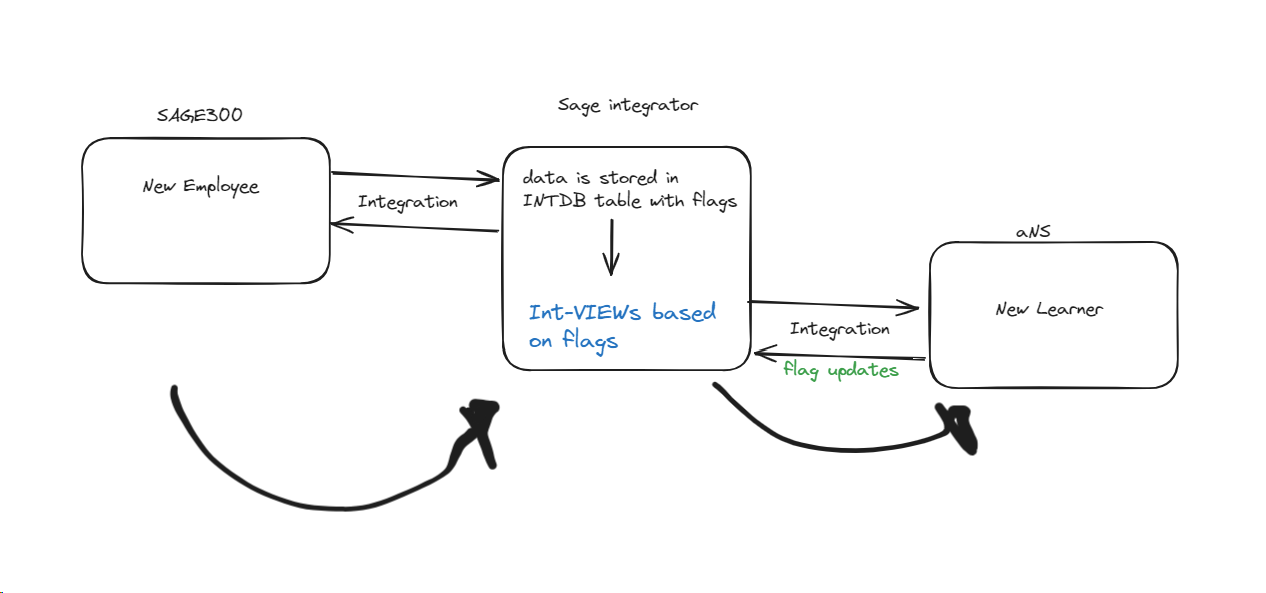 SAGE300
New Employee
Integration
Sage integrator
data is stored in
INTDB table with flags
Int-VIEWs based
on flags
Integration
flag updates
aNS
New Learner